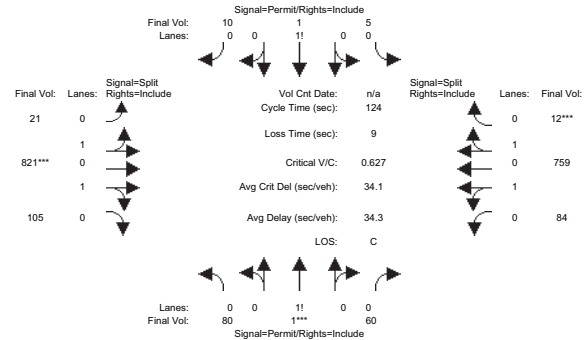 Signal=Permit/Rights=Include
Final Vol: 10 1 5
Lanes: 0 0 1! 0 0
Signal=Split Signal=Split
Final Vol: Lanes: Rights=Include Vol Cnt Date: n/a Rights=Include Lanes: Final Vol:
Cycle Time (sec): 124
21 0 0 12***
Loss Time (sec): 9
1 1
821*** 0 Critical V/C: 0.627 0 759
1 Avg Crit Del (sec/veh): 34.1 1
105 0 Avg Delay (sec/veh): 34.3 0 84
LOS: C
Lanes: 0 0 1! 0 0
Final Vol: 80 1*** 60
Signal=Permit/Rights=Include